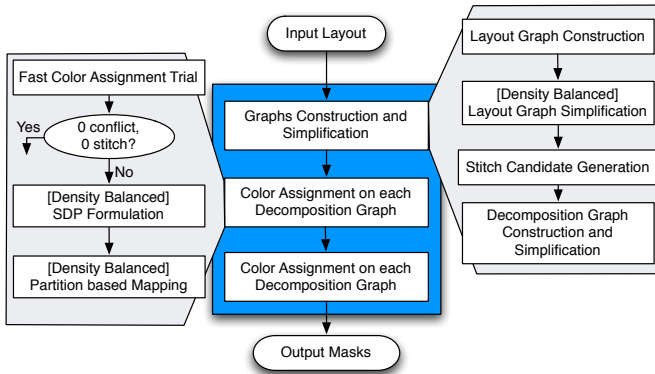 Input Layout
Fast Color Assignment Trial
Yes
0 conflict,
0 stitch?
No
[Density Balanced]
SDP Formulation
[Density Balanced]
Partition based Mapping
Graphs Construction and
Simplification
Color Assignment on each
Decomposition Graph
Color Assignment on each
Decomposition Graph
Output Masks
Layout Graph Construction
[Density Balanced]
Layout Graph Simplification
Stitch Candidate Generation
Decomposition Graph
Construction and
Simplification